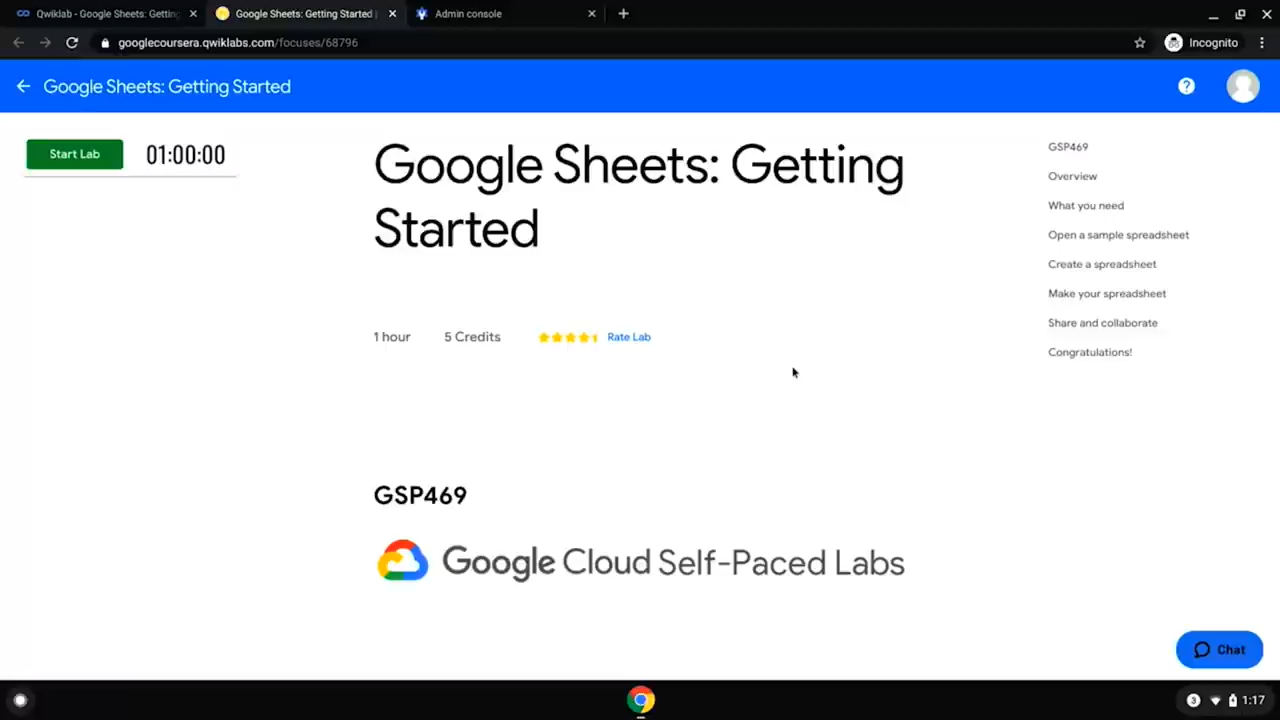 Qwiklab - Google Sheets: Getting
Google Sheets: Getting Started
Admin console
googlecoursera.qwiklabs.com/focuses/68796
Incognito
Google Sheets: Getting Started
?
Start Lab
01:00:00
Google Sheets: Getting
Started
1 hour
5 Credits
Rate Lab
GSP469
Google Cloud Self-Paced Labs
GSP469
Overview
What you need
Open a sample spreadsheet
Create a spreadsheet
Make your spreadsheet
Share and collaborate
Congratulations!
Chat
3
1:17